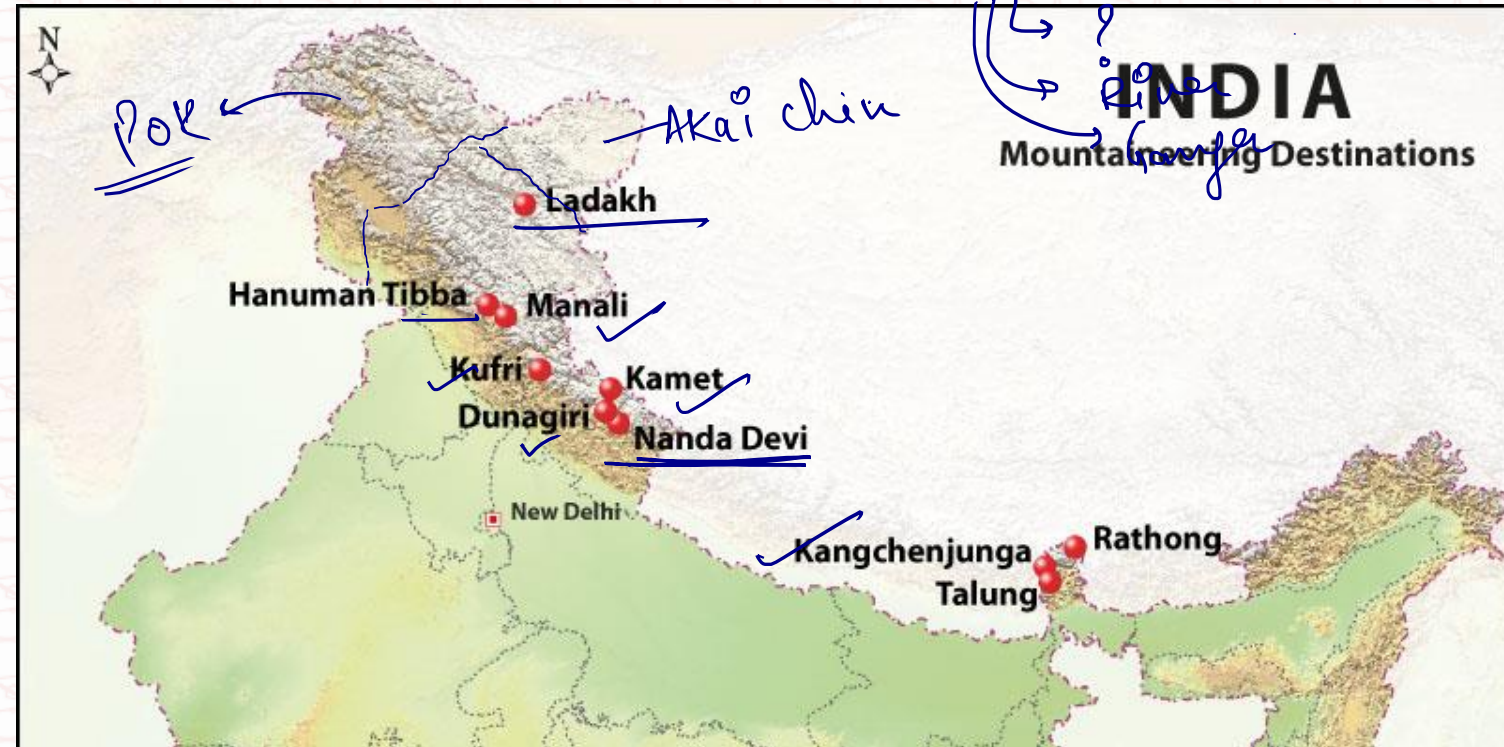 N
?
INDIA
River
Ganga
Mountaineering Destinations
POK
Akai chin
Ladakh
Hanuman Tibba
Manali
Kufri
Kamet
Dunagiri
Nanda Devi
New Delhi
Kangchenjunga
Rathong
Talung